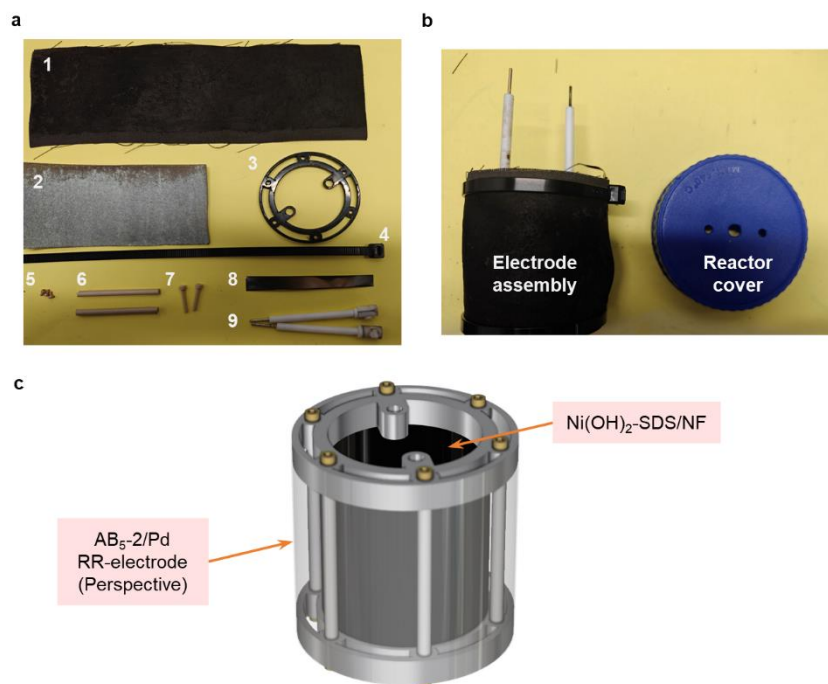 a
b
1
2
3
4
5
6
7
8
9
Electrode
assembly
Reactor
cover
c
Ni(OH)₂-SDS/NF
AB₅-2/Pd
RR-electrode
(Perspective)